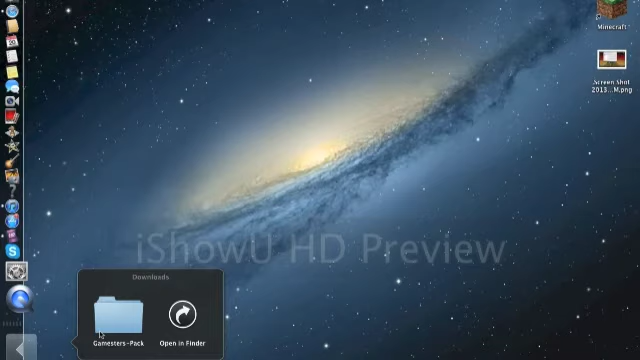 Minecraft
Screen Shot
2013...M.png
iShowU HD Preview
Downloads
Gamesters-Pack
Open in Finder